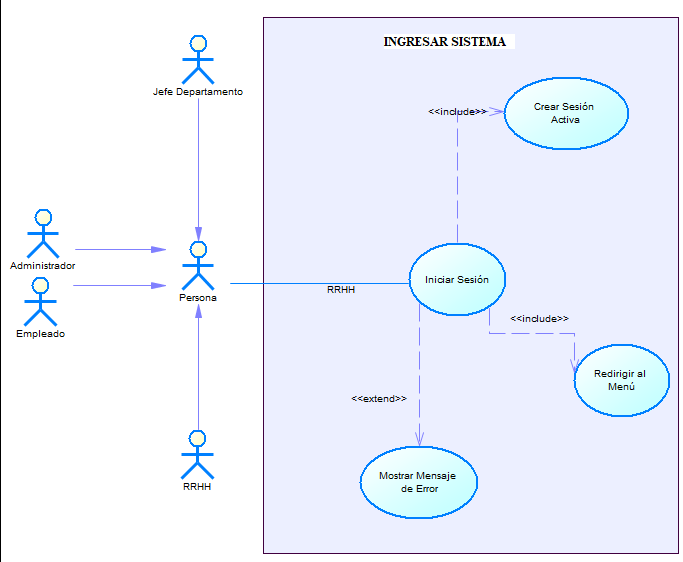 INGRESAR SISTEMA
Jefe Departamento
<<include>>
Crear Sesión
Activa
Administrador
Persona
RRHH
Iniciar Sesión
Empleado
<<include>>
Redirigir al
Menú
<<extend>>
RRHH
Mostrar Mensaje
de Error